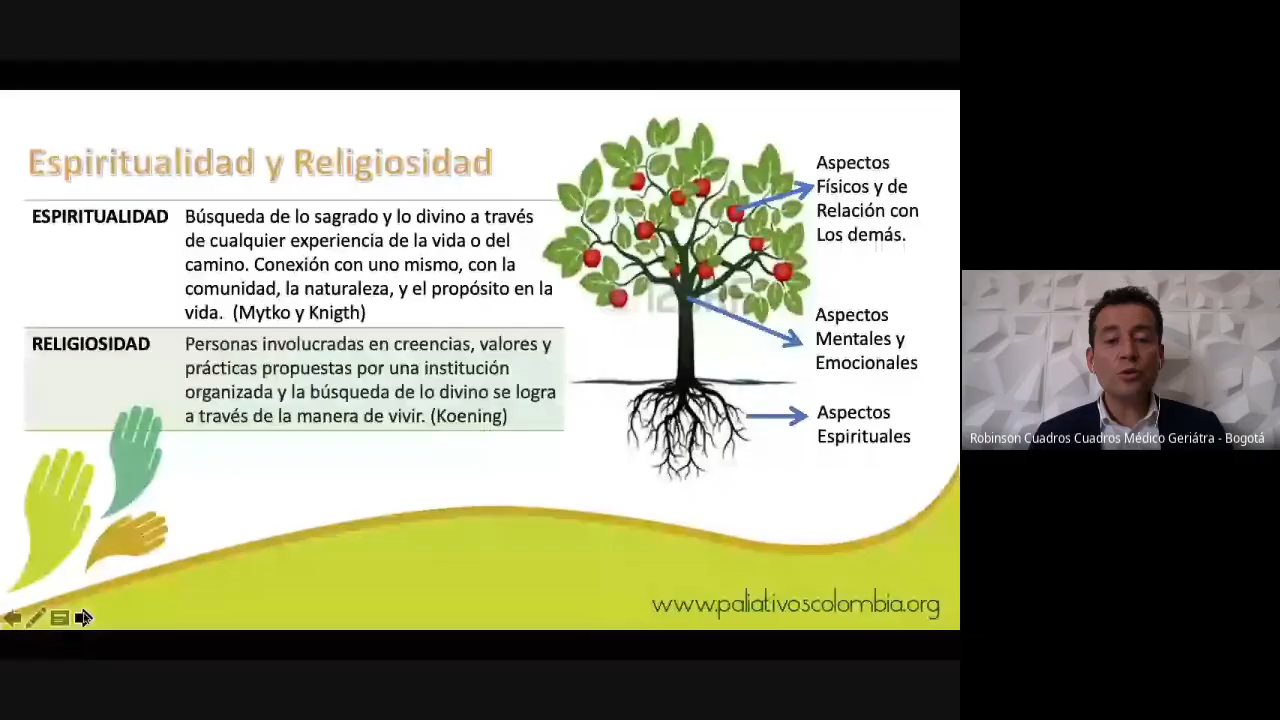 Espiritualidad y Religiosidad
ESPIRITUALIDAD
Búsqueda de lo sagrado y lo divino a través
de cualquier experiencia de la vida o del
camino. Conexión con uno mismo, con la
comunidad, la naturaleza, y el propósito en la
vida. (Mytko y Knigth)
RELIGIOSIDAD
Personas involucradas en creencias, valores y
prácticas propuestas por una institución
organizada y la búsqueda de lo divino se logra
a través de la manera de vivir. (Koening)
Aspectos
Físicos y de
Relación con
Los demás.
Aspectos
Mentales y
Emocionales
Aspectos
Espirituales
www.paliativoscolombia.org
Robinson Cuadros Cuadros Médico Geriátra - Bogotá